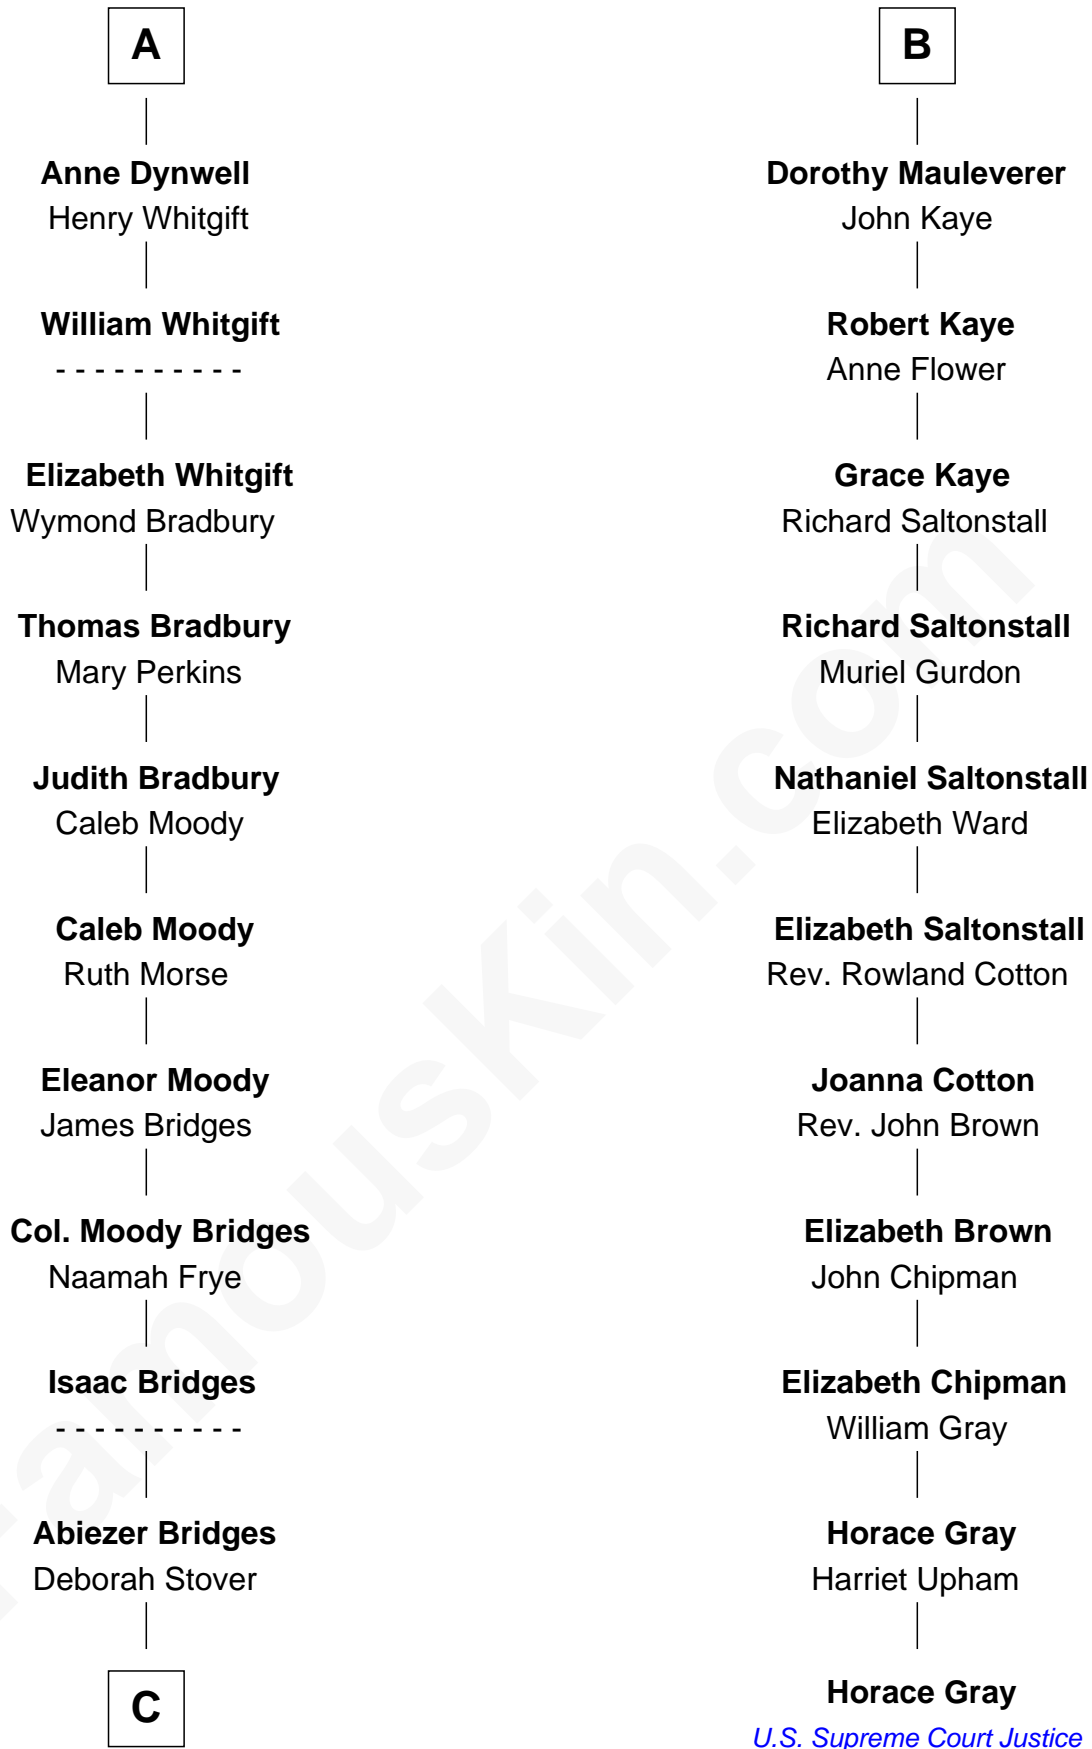 A
Anne Dynwell
Henry Whitgift
William Whitgift
- - - - - - - - - -
Elizabeth Whitgift
Wymond Bradbury
Thomas Bradbury
Mary Perkins
Judith Bradbury
Caleb Moody
Caleb Moody
Ruth Morse
Eleanor Moody
James Bridges
Col. Moody Bridges
Naamah Frye
Isaac Bridges
- - - - - - - - - -
Abiezer Bridges
Deborah Stover
C
B
Dorothy Mauleverer
John Kaye
Robert Kaye
Anne Flower
Grace Kaye
Richard Saltonstall
Richard Saltonstall
Muriel Gurdon
Nathaniel Saltonstall
Elizabeth Ward
Elizabeth Saltonstall
Rev. Rowland Cotton
Joanna Cotton
Rev. John Brown
Elizabeth Brown
John Chipman
Elizabeth Chipman
William Gray
Horace Gray
Harriet Upham
Horace Gray
U.S. Supreme Court Justice
FamousKin.com